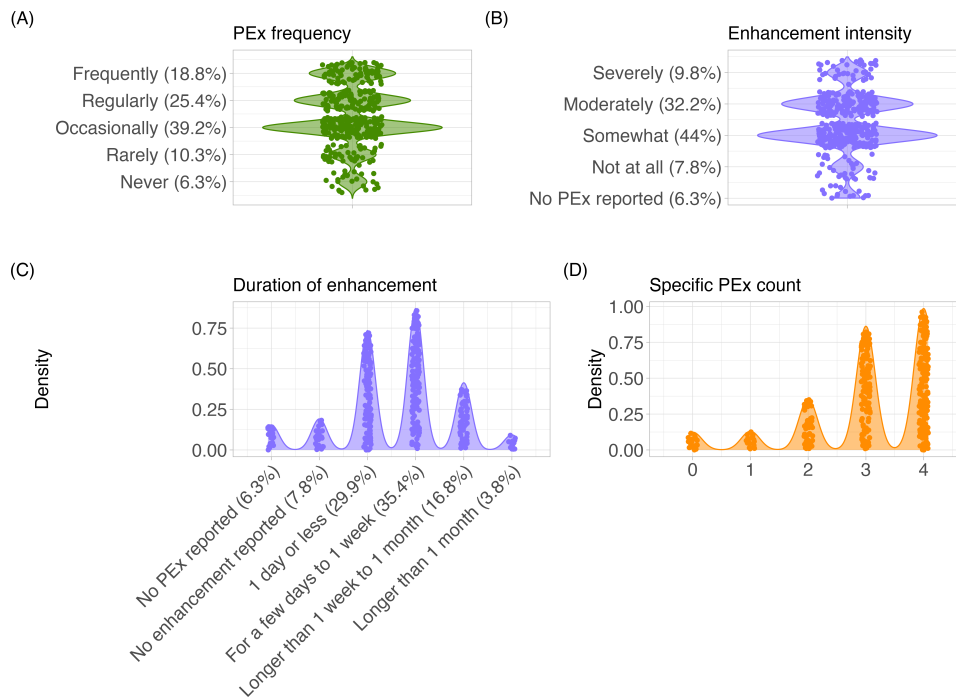 (A)
PEx frequency
Frequently (18.8%)
Regularly (25.4%)
Occasionally (39.2%)
Rarely (10.3%)
Never (6.3%)
(B)
Enhancement intensity
Severely (9.8%)
Moderately (32.2%)
Somewhat (44%)
Not at all (7.8%)
No PEx reported (6.3%)
(C)
Duration of enhancement
Density
0.75
0.50
0.25
0.00
No PEx reported (6.3%)
No enhancement reported (7.8%)
1 day or less (29.9%)
For a few days to 1 week (35.4%)
Longer than 1 week to 1 month (16.8%)
Longer than 1 month (3.8%)
(D)
Specific PEx count
Density
1.00
0.75
0.50
0.25
0.00
0 1 2 3 4